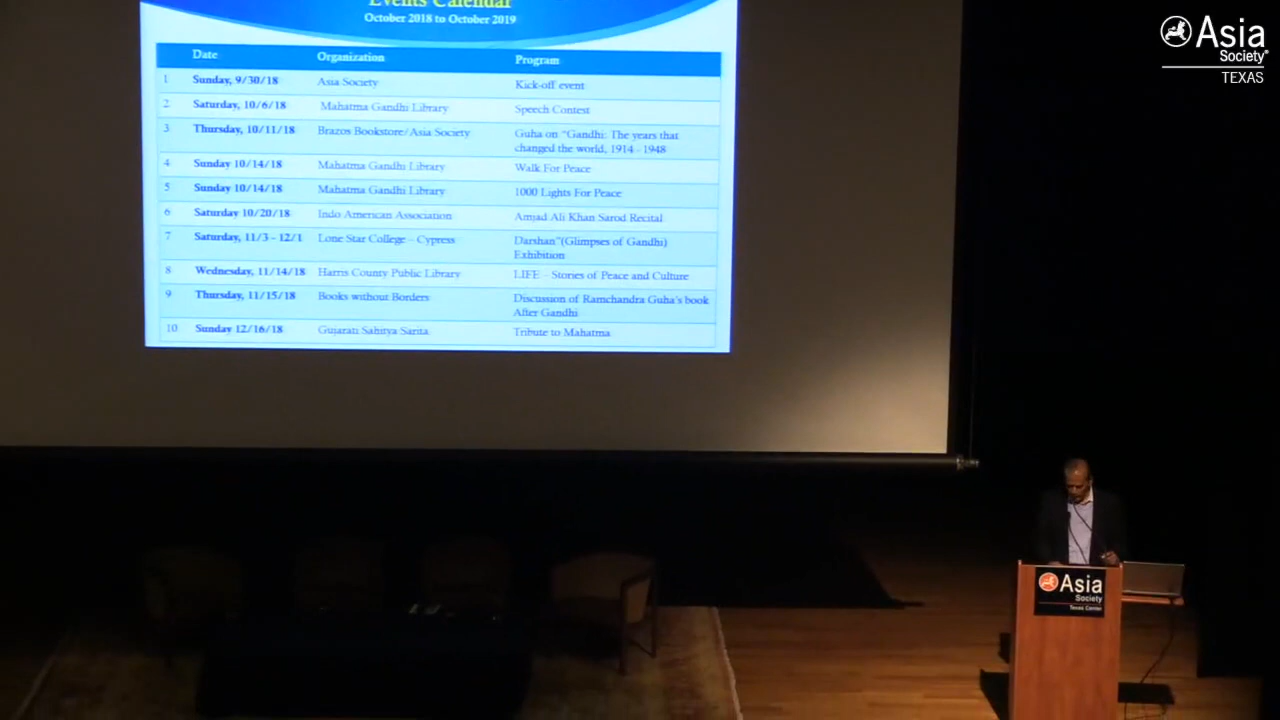 Events Calendar
October 2018 to October 2019
Date Organization Program
1 Sunday, 9/30/18 Asia Society Kick-off event
2 Saturday, 10/6/18 Mahatma Gandhi Library Speech Contest
3 Thursday, 10/11/18 Brazos Bookstore/Asia Society Guha on "Gandhi: The years that
changed the world, 1914 - 1948
4 Sunday 10/14/18 Mahatma Gandhi Library Walk For Peace
5 Sunday 10/14/18 Mahatma Gandhi Library 1000 Lights For Peace
6 Saturday 10/20/18 Indo American Association Amjad Ali Khan Sarod Recital
7 Saturday, 11/3 – 12/1 Lone Star College – Cypress Darshan"(Glimpses of Gandhi)
Exhibition
8 Wednesday, 11/14/18 Harris County Public Library LIFE – Stories of Peace and Culture
9 Thursday, 11/15/18 Books without Borders Discussion of Ramchandra Guha's book
After Gandhi
10 Sunday 12/16/18 Gujarati Sahitya Sarita Tribute to Mahatma
Asia
Society®
TEXAS
Asia
Society
Texas Center